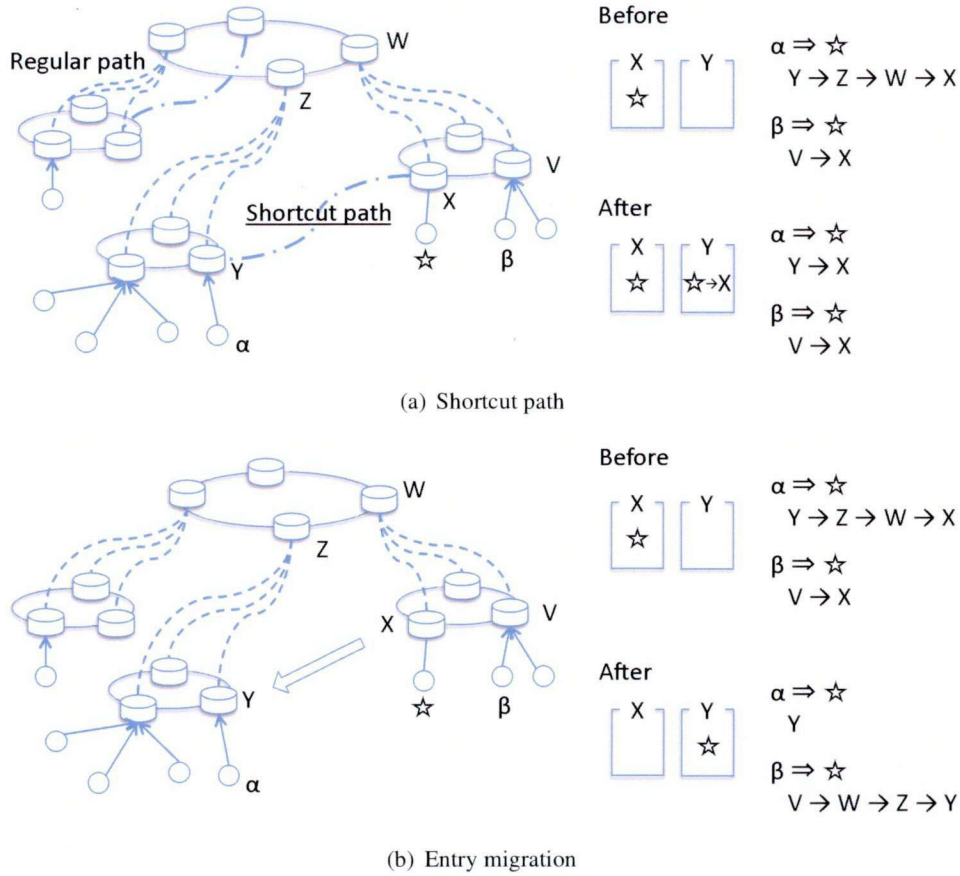 W
Regular path
Z
V
X
Shortcut path
Y
☆
β
α
Before
X Y
☆
α ⇒ ☆
Y → Z → W → X
β ⇒ ☆
V → X
After
X Y
☆ ☆→X
α ⇒ ☆
Y → X
β ⇒ ☆
V → X
(a) Shortcut path
W
Z
X
V
Y
☆
β
α
Before
X Y
☆
α ⇒ ☆
Y → Z → W → X
β ⇒ ☆
V → X
After
X Y
☆
α ⇒ ☆
Y
β ⇒ ☆
V → W → Z → Y
(b) Entry migration